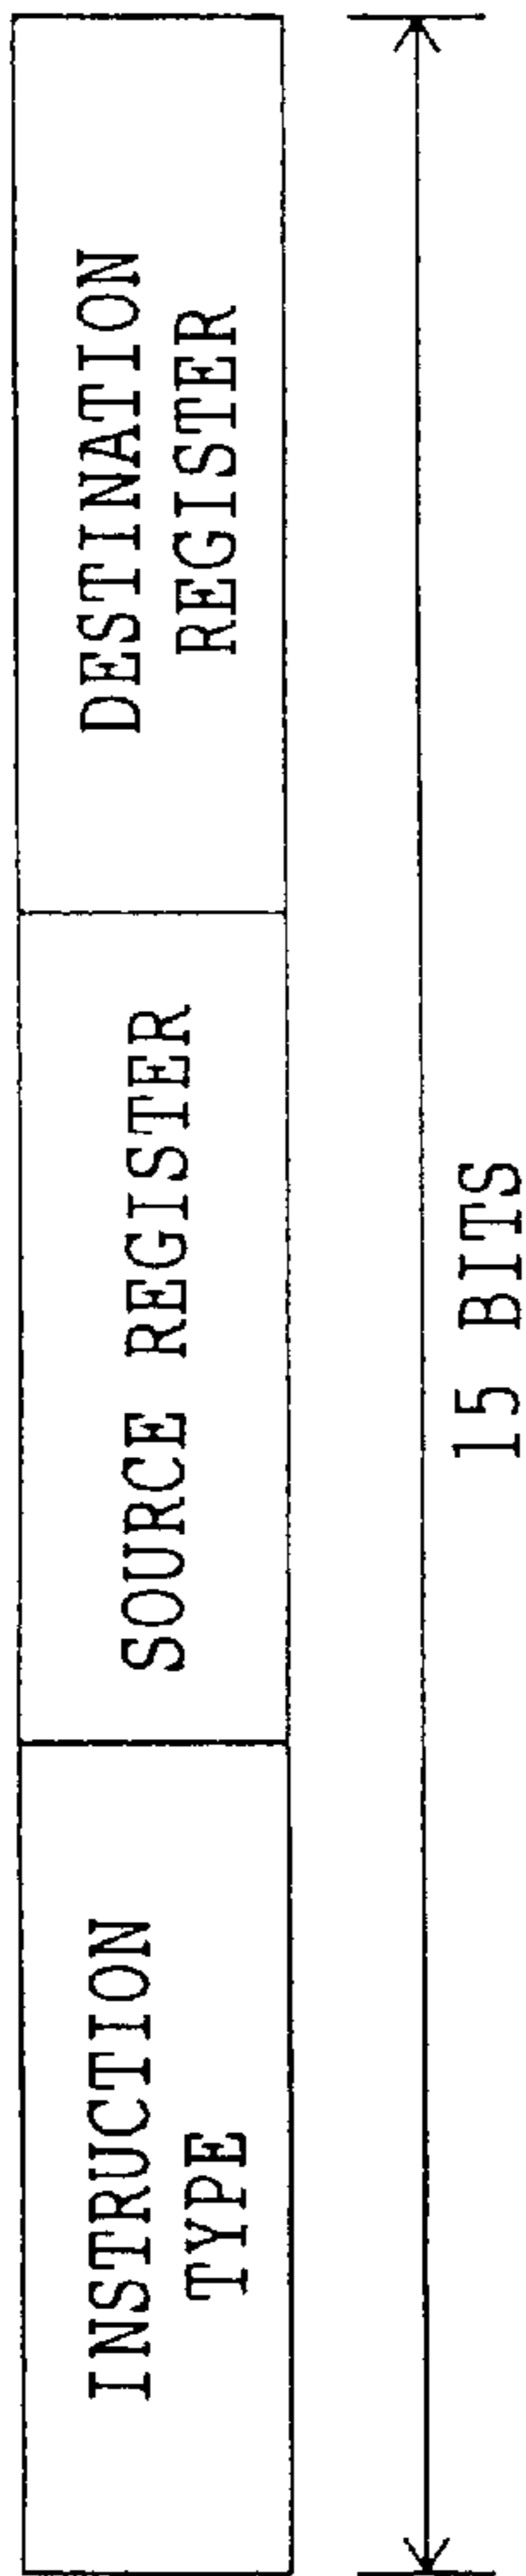 INSTRUCTION
TYPE
SOURCE REGISTER
DESTINATION
REGISTER
15 BITS